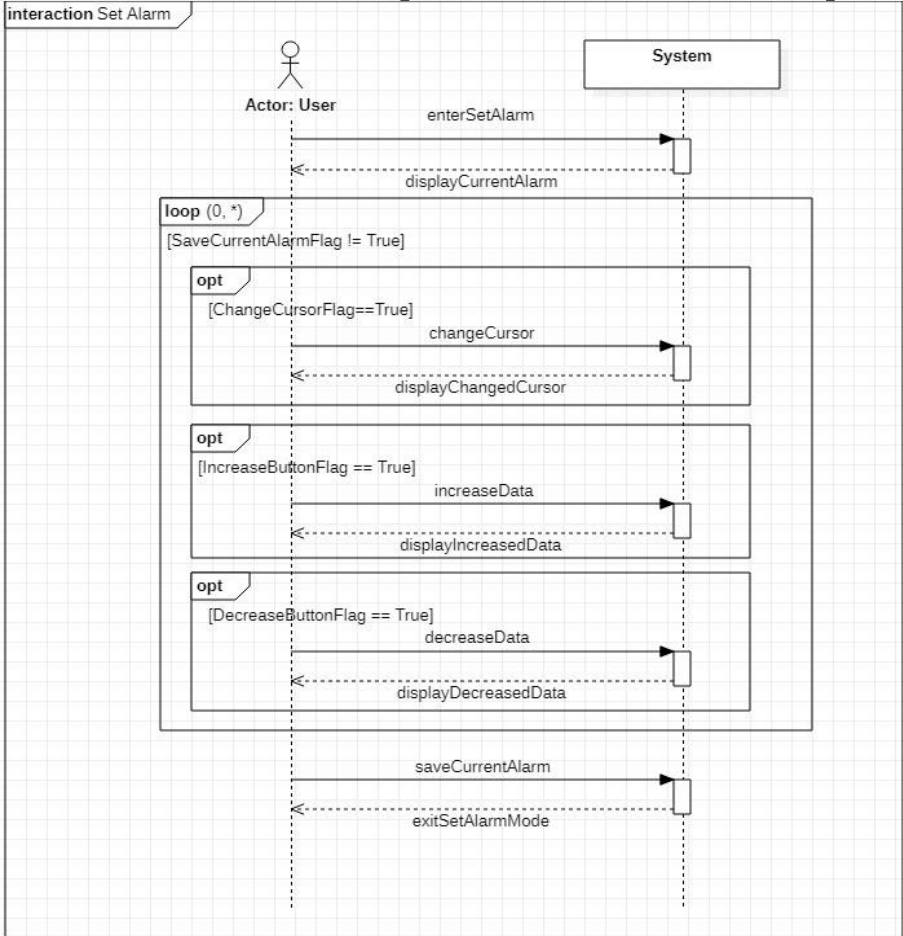 interaction Set Alarm
System
Actor: User
enterSetAlarm
displayCurrentAlarm
loop (0, *)
[SaveCurrentAlarmFlag != True]
opt
[ChangeCursorFlag==True]
changeCursor
displayChangedCursor
opt
[IncreaseButtonFlag == True]
increaseData
displayIncreasedData
opt
[DecreaseButtonFlag == True]
decreaseData
displayDecreasedData
saveCurrentAlarm
exitSetAlarmMode